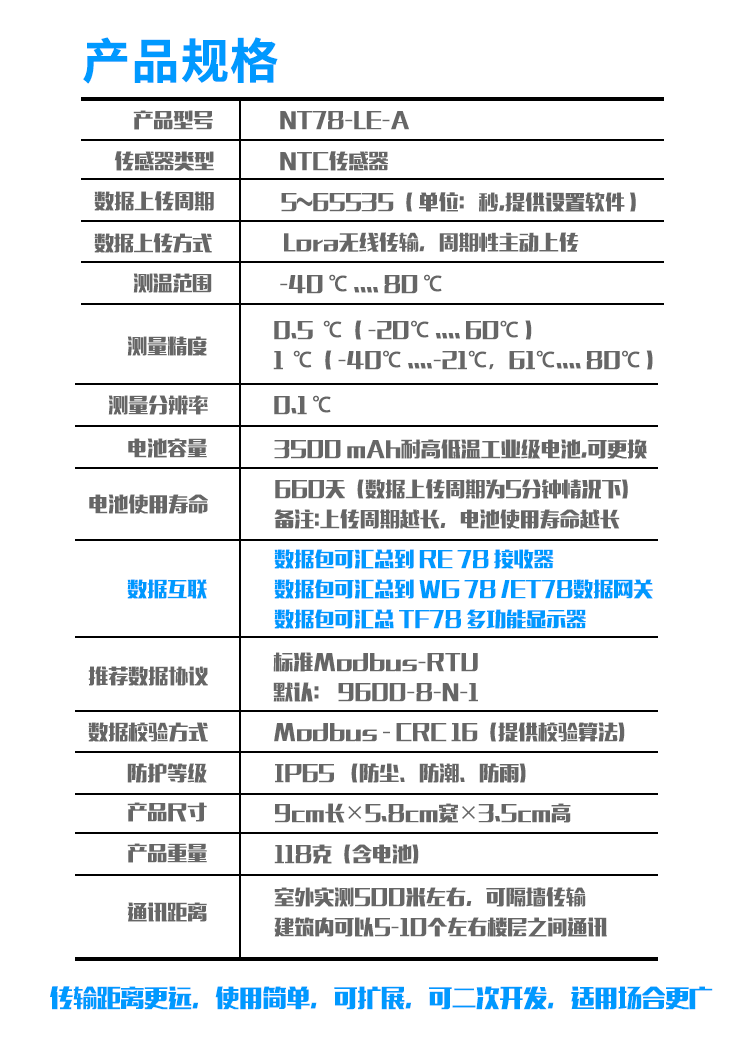 产品规格
产品型号 NT78-LE-A
传感器类型 NTC传感器
数据上传周期 5~65535（单位：秒,提供设置软件）
数据上传方式 Lora无线传输，周期性主动上传
测温范围 -40 ℃ .... 80 ℃
测量精度
0.5 ℃（-20℃ .... 60℃）
1 ℃（-40℃ ....-21℃，61℃.... 80℃）
测量分辨率 0.1 ℃
电池容量 3500 mAh耐高低温工业级电池,可更换
电池使用寿命
660天（数据上传周期为5分钟情况下）
备注:上传周期越长，电池使用寿命越长
数据互联
数据包可汇总到 RE 78 接收器
数据包可汇总到 WG 78 /ET78数据网关
数据包可汇总 TF78 多功能显示器
推荐数据协议
标准Modbus-RTU
默认： 9600-8-N-1
数据校验方式 Modbus - CRC 16（提供校验算法）
防护等级 IP65 （防尘、防潮、防雨）
产品尺寸 9cm长×5.8cm宽×3.5cm高
产品重量 118克（含电池）
通讯距离
室外实测500米左右，可隔墙传输
建筑内可以5-10个左右楼层之间通讯
传输距离更远，使用简单，可扩展，可二次开发，适用场合更广